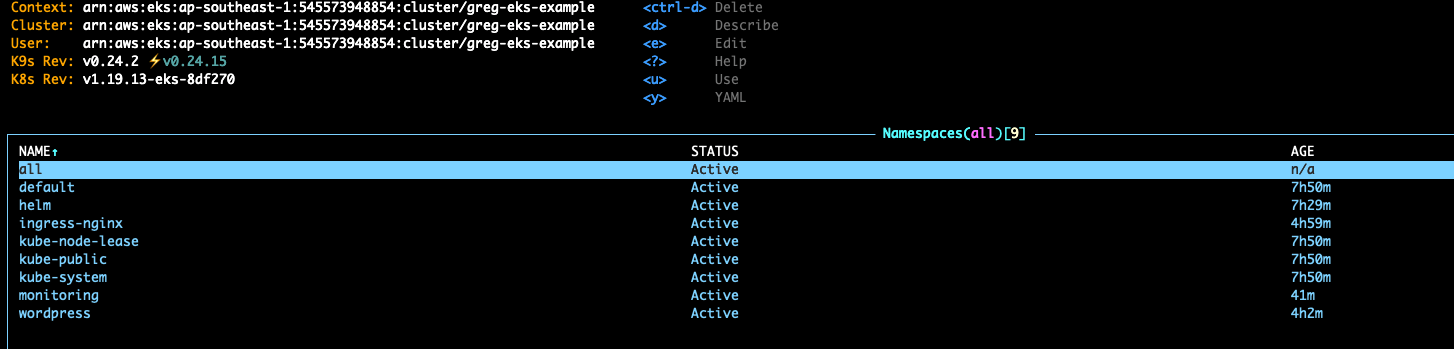 Context: arn:aws:eks:ap-southeast-1:545573948854:cluster/greg-eks-example <ctrl-d> Delete
Cluster: arn:aws:eks:ap-southeast-1:545573948854:cluster/greg-eks-example <d> Describe
User: arn:aws:eks:ap-southeast-1:545573948854:cluster/greg-eks-example <e> Edit
K9s Rev: v0.24.2 ⚡v0.24.15 <?> Help
K8s Rev: v1.19.13-eks-8df270 <u> Use
<y> YAML
Namespaces(all)[9]
NAME↑ STATUS AGE
all Active n/a
default Active 7h50m
helm Active 7h29m
ingress-nginx Active 4h59m
kube-node-lease Active 7h50m
kube-public Active 7h50m
kube-system Active 7h50m
monitoring Active 41m
wordpress Active 4h2m